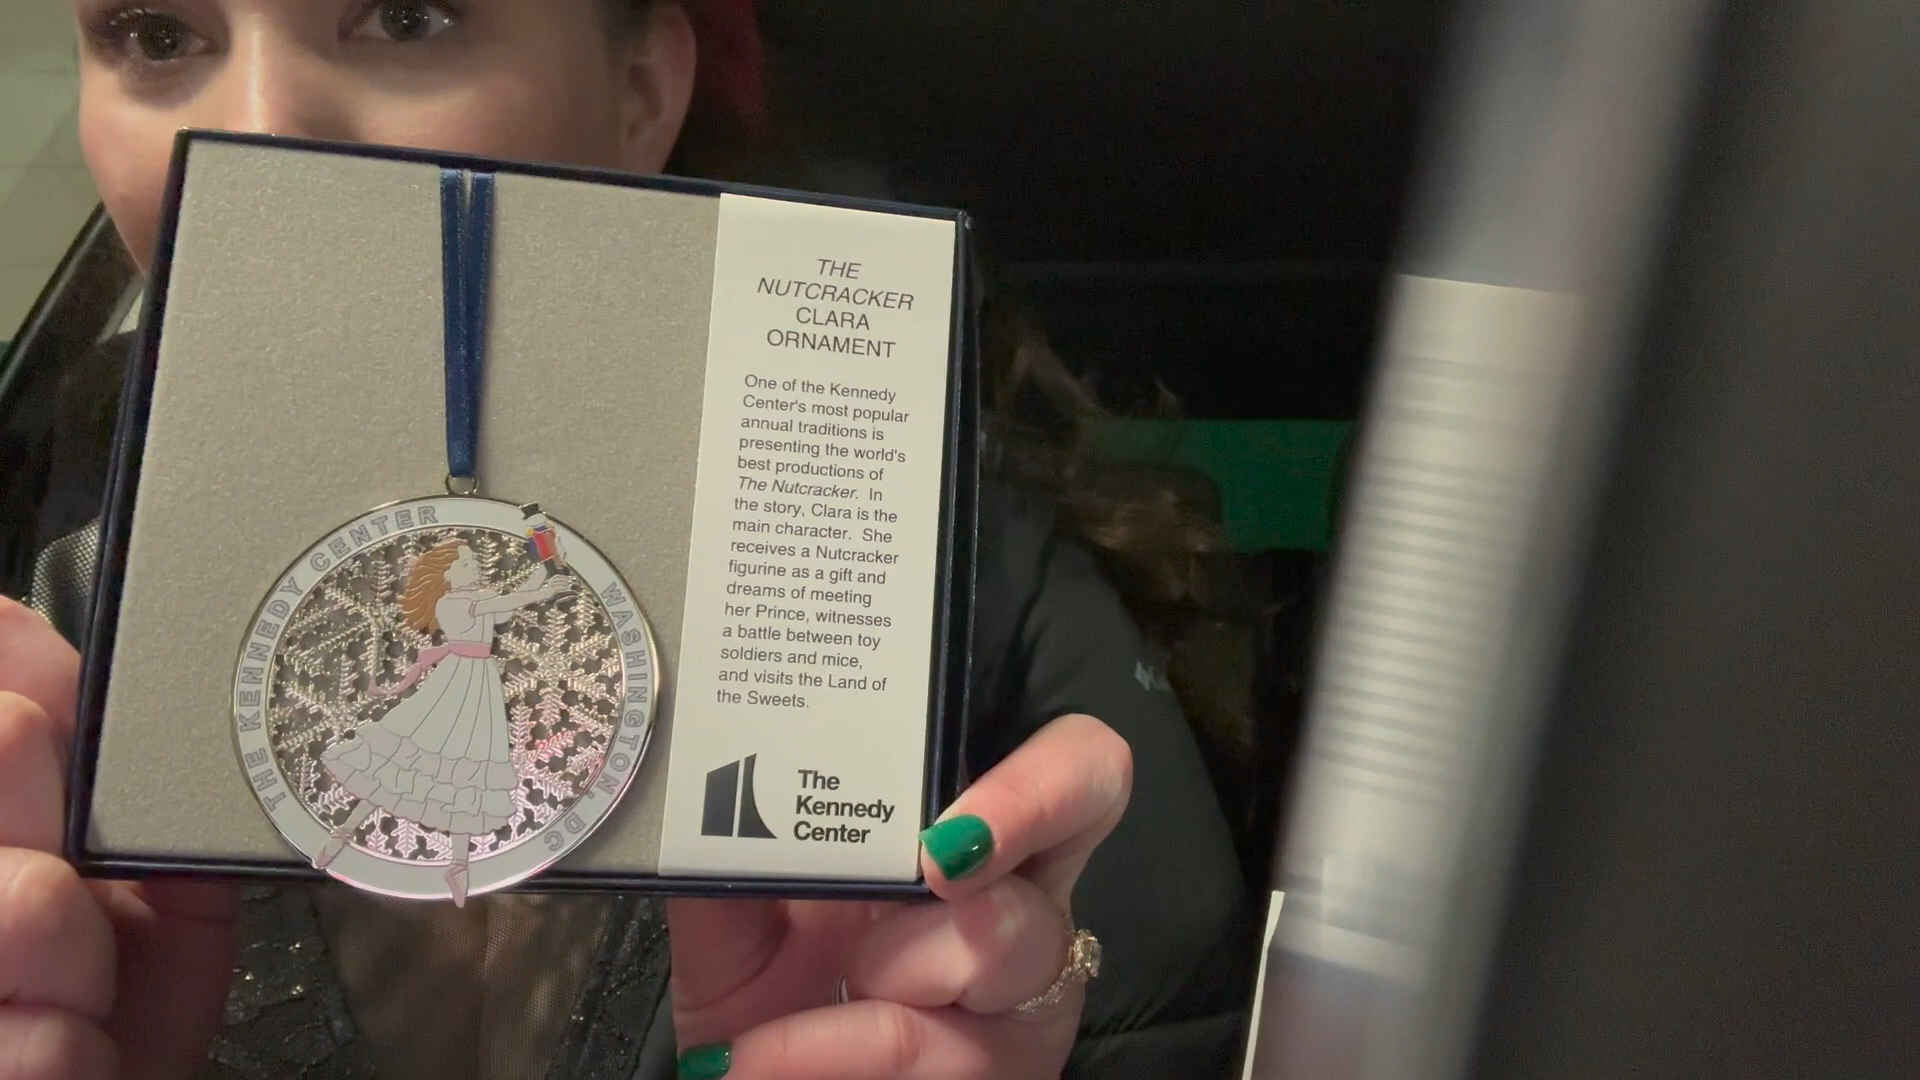 THE KENNEDY CENTER
WASHINGTON, DC
THE
NUTCRACKER
CLARA
ORNAMENT
One of the Kennedy
Center's most popular
annual traditions is
presenting the world's
best productions of
The Nutcracker. In
the story, Clara is the
main character. She
receives a Nutcracker
figurine as a gift and
dreams of meeting
her Prince, witnesses
a battle between toy
soldiers and mice,
and visits the Land of
the Sweets.
The
Kennedy
Center